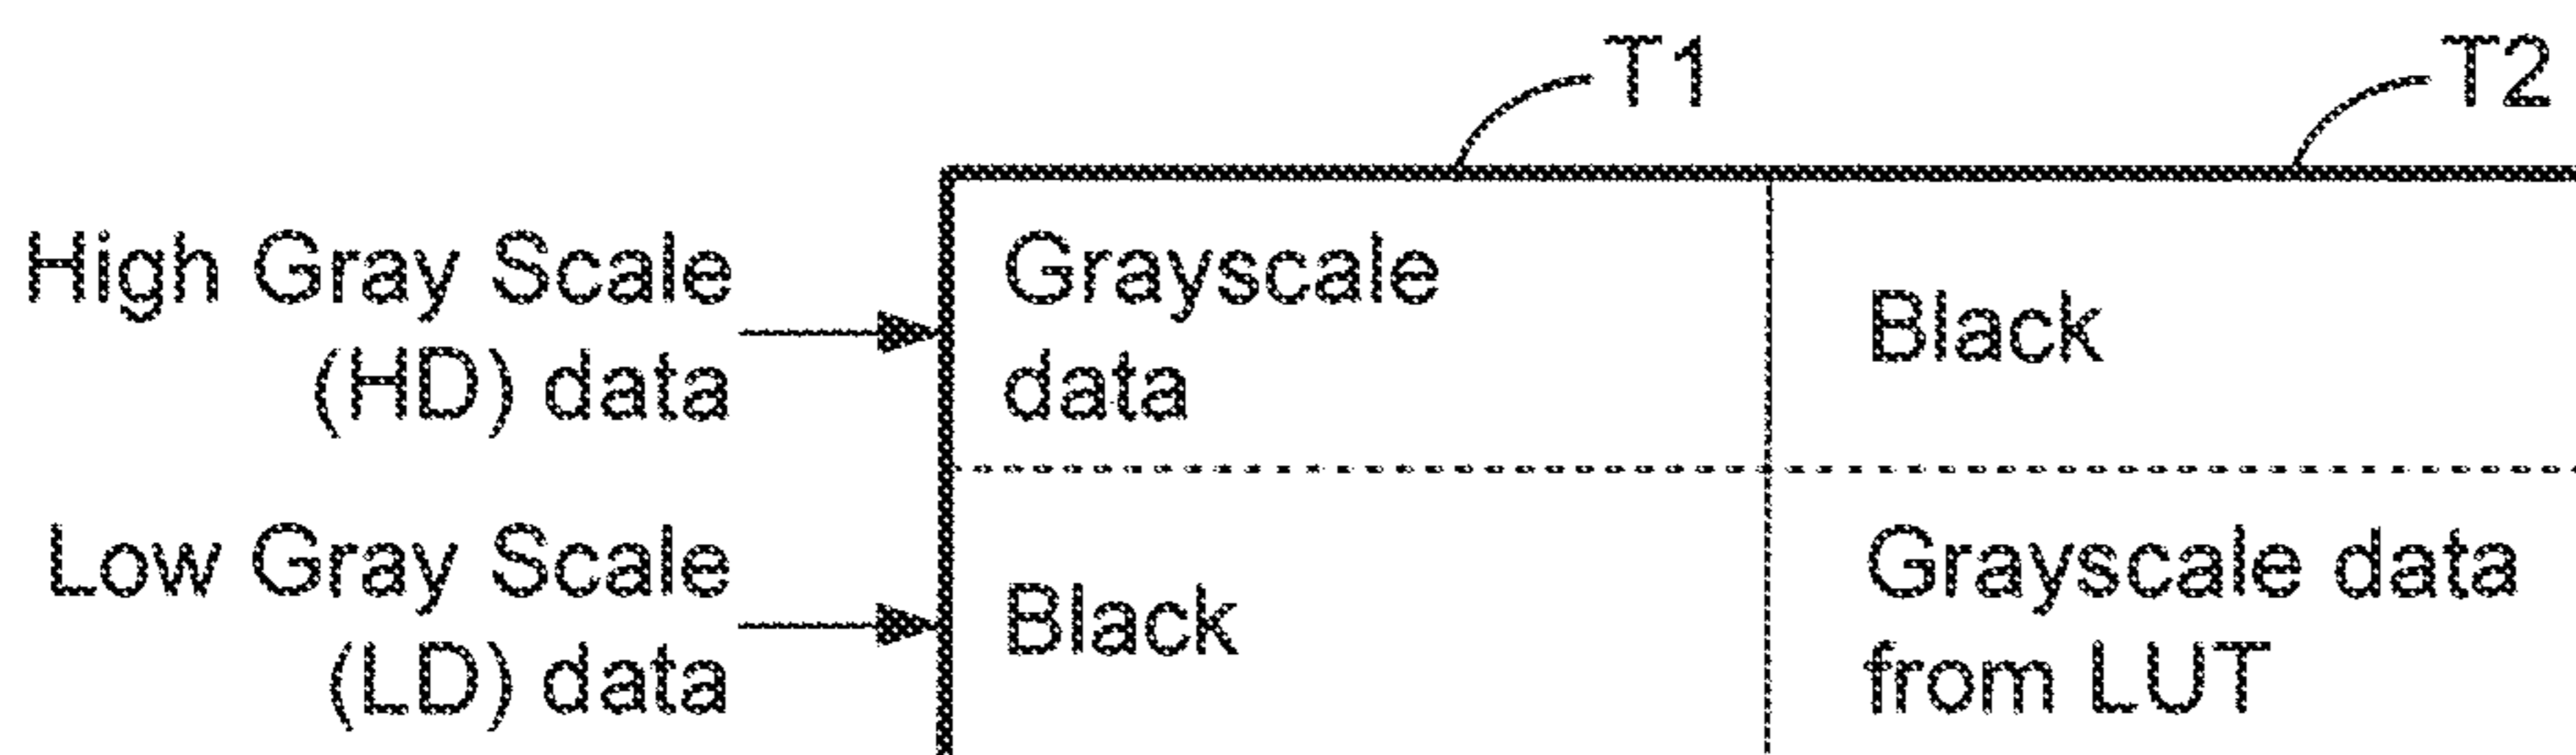 T1
T2
High Gray Scale
(HD) data
Grayscale
data
Black
Low Gray Scale
(LD) data
Black
Grayscale data
from LUT